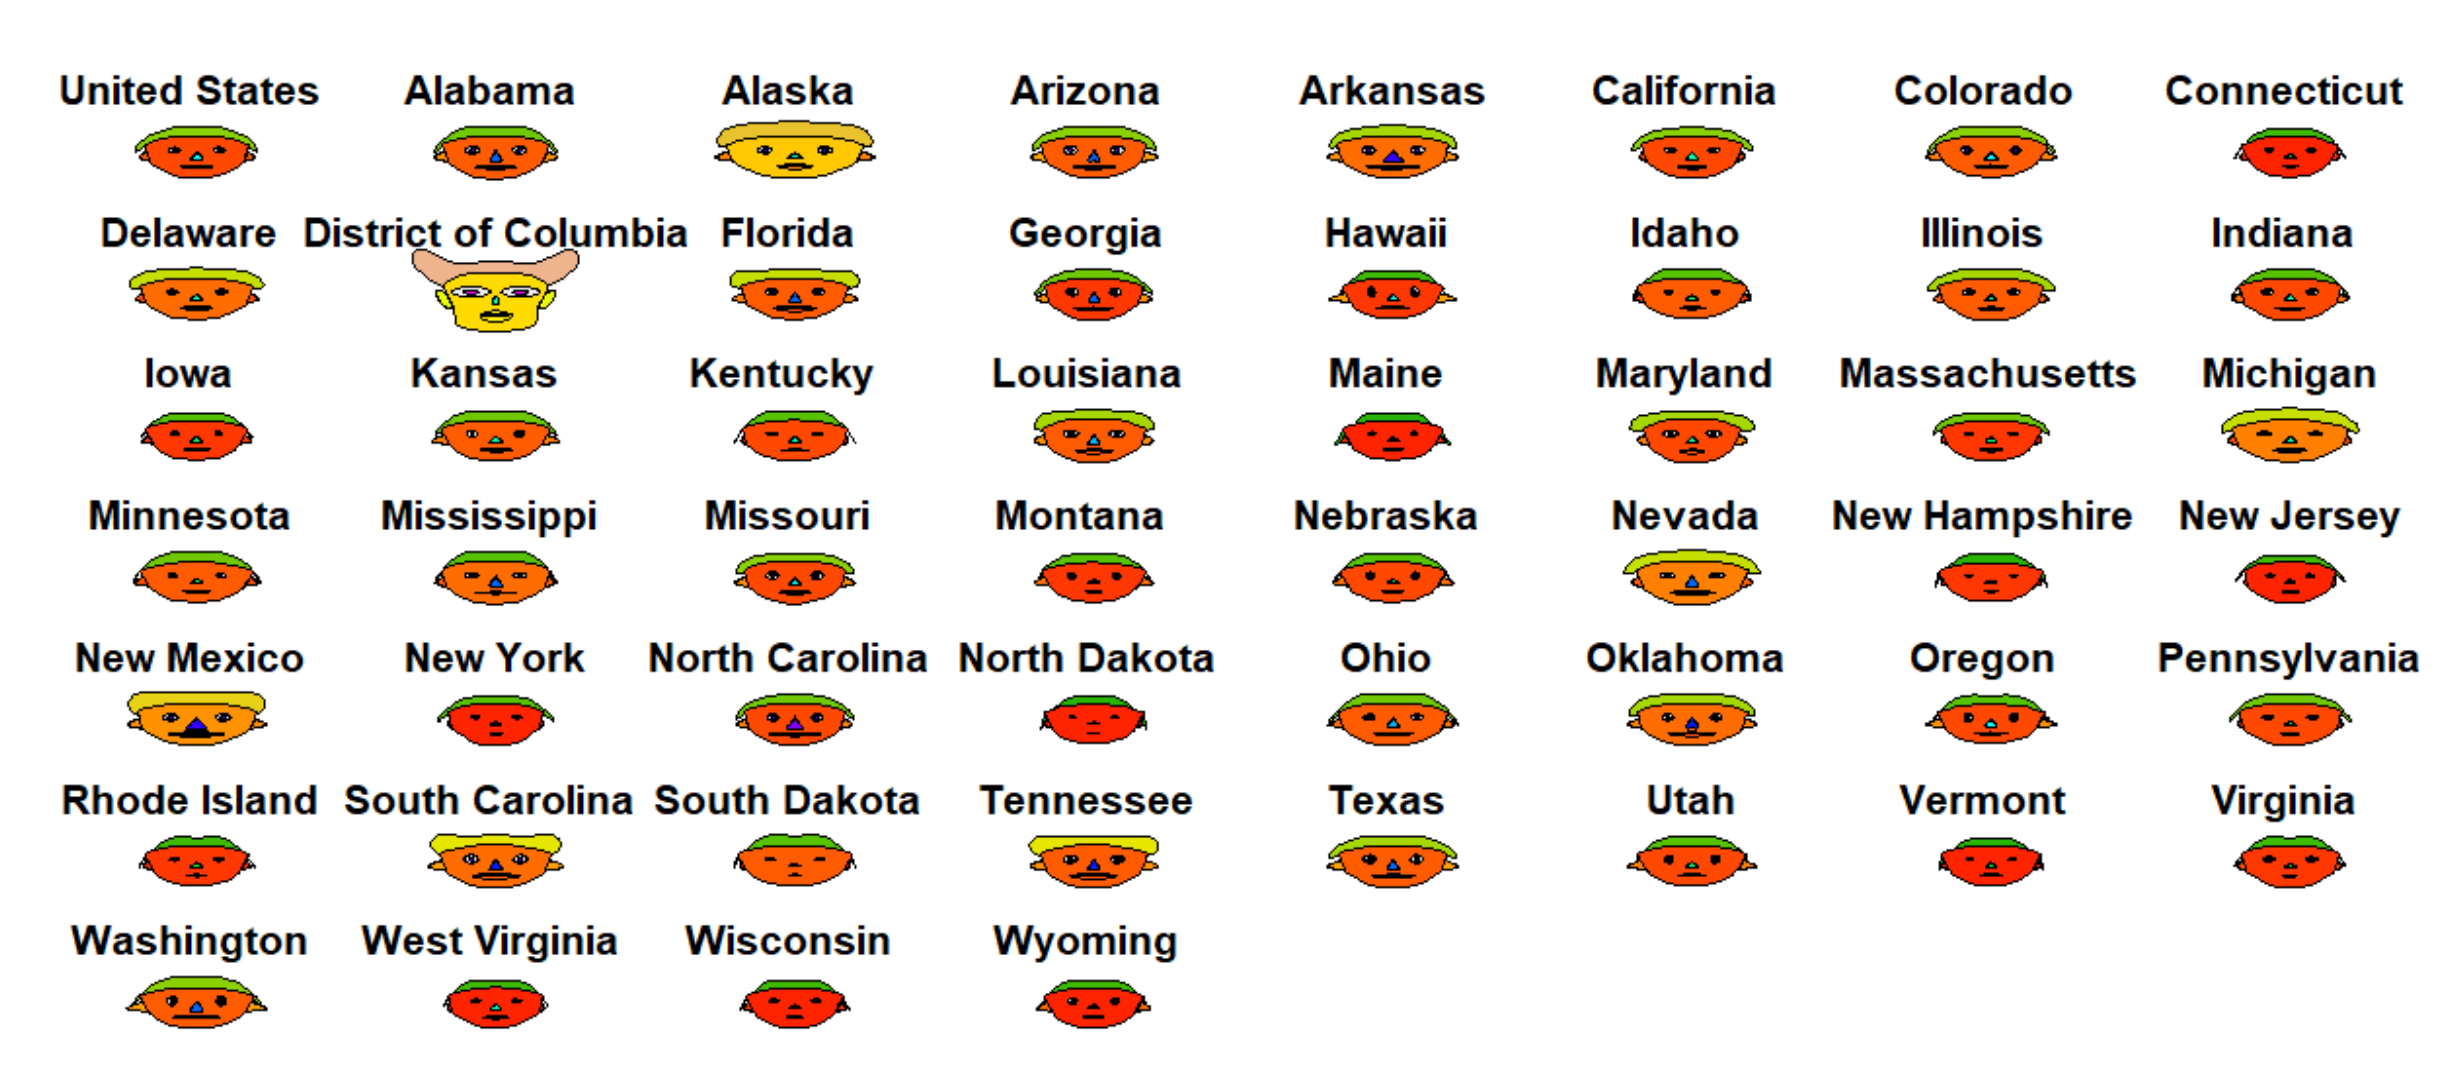 United States Alabama Alaska Arizona Arkansas California Colorado Connecticut
Delaware District of Columbia Florida Georgia Hawaii Idaho Illinois Indiana
Iowa Kansas Kentucky Louisiana Maine Maryland Massachusetts Michigan
Minnesota Mississippi Missouri Montana Nebraska Nevada New Hampshire New Jersey
New Mexico New York North Carolina North Dakota Ohio Oklahoma Oregon Pennsylvania
Rhode Island South Carolina South Dakota Tennessee Texas Utah Vermont Virginia
Washington West Virginia Wisconsin Wyoming